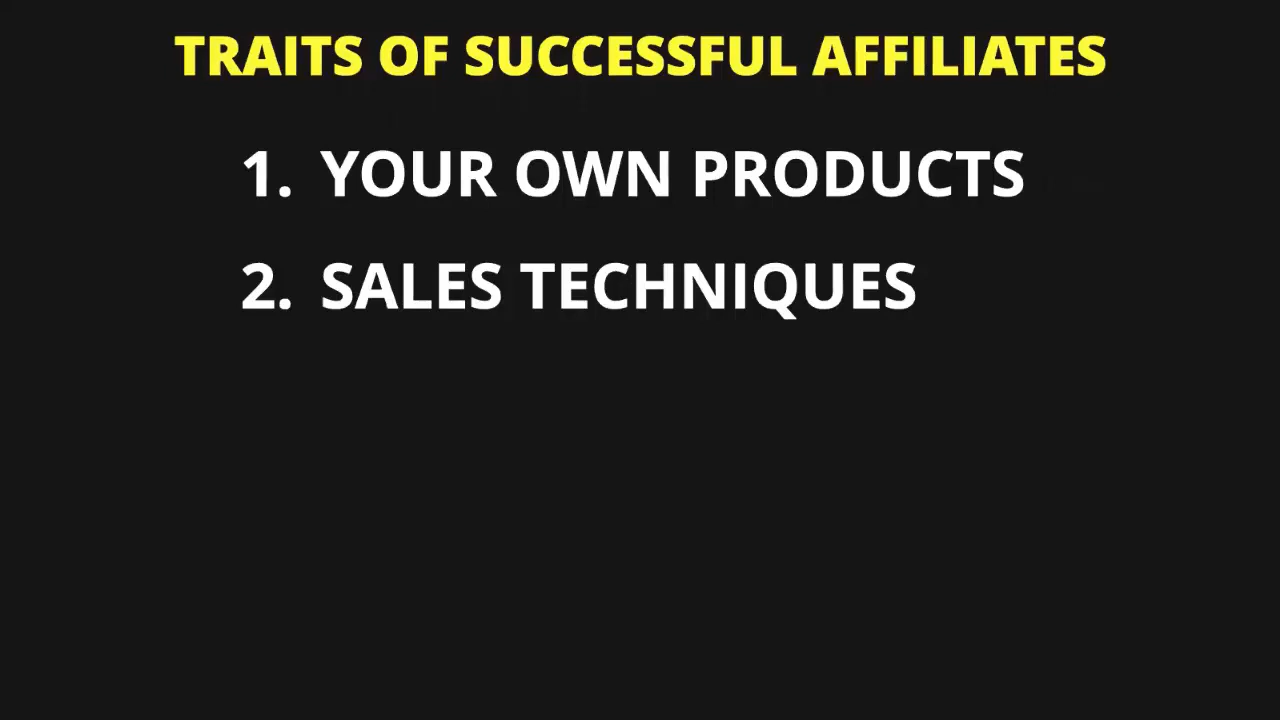 TRAITS OF SUCCESSFUL AFFILIATES
1. YOUR OWN PRODUCTS
2. SALES TECHNIQUES